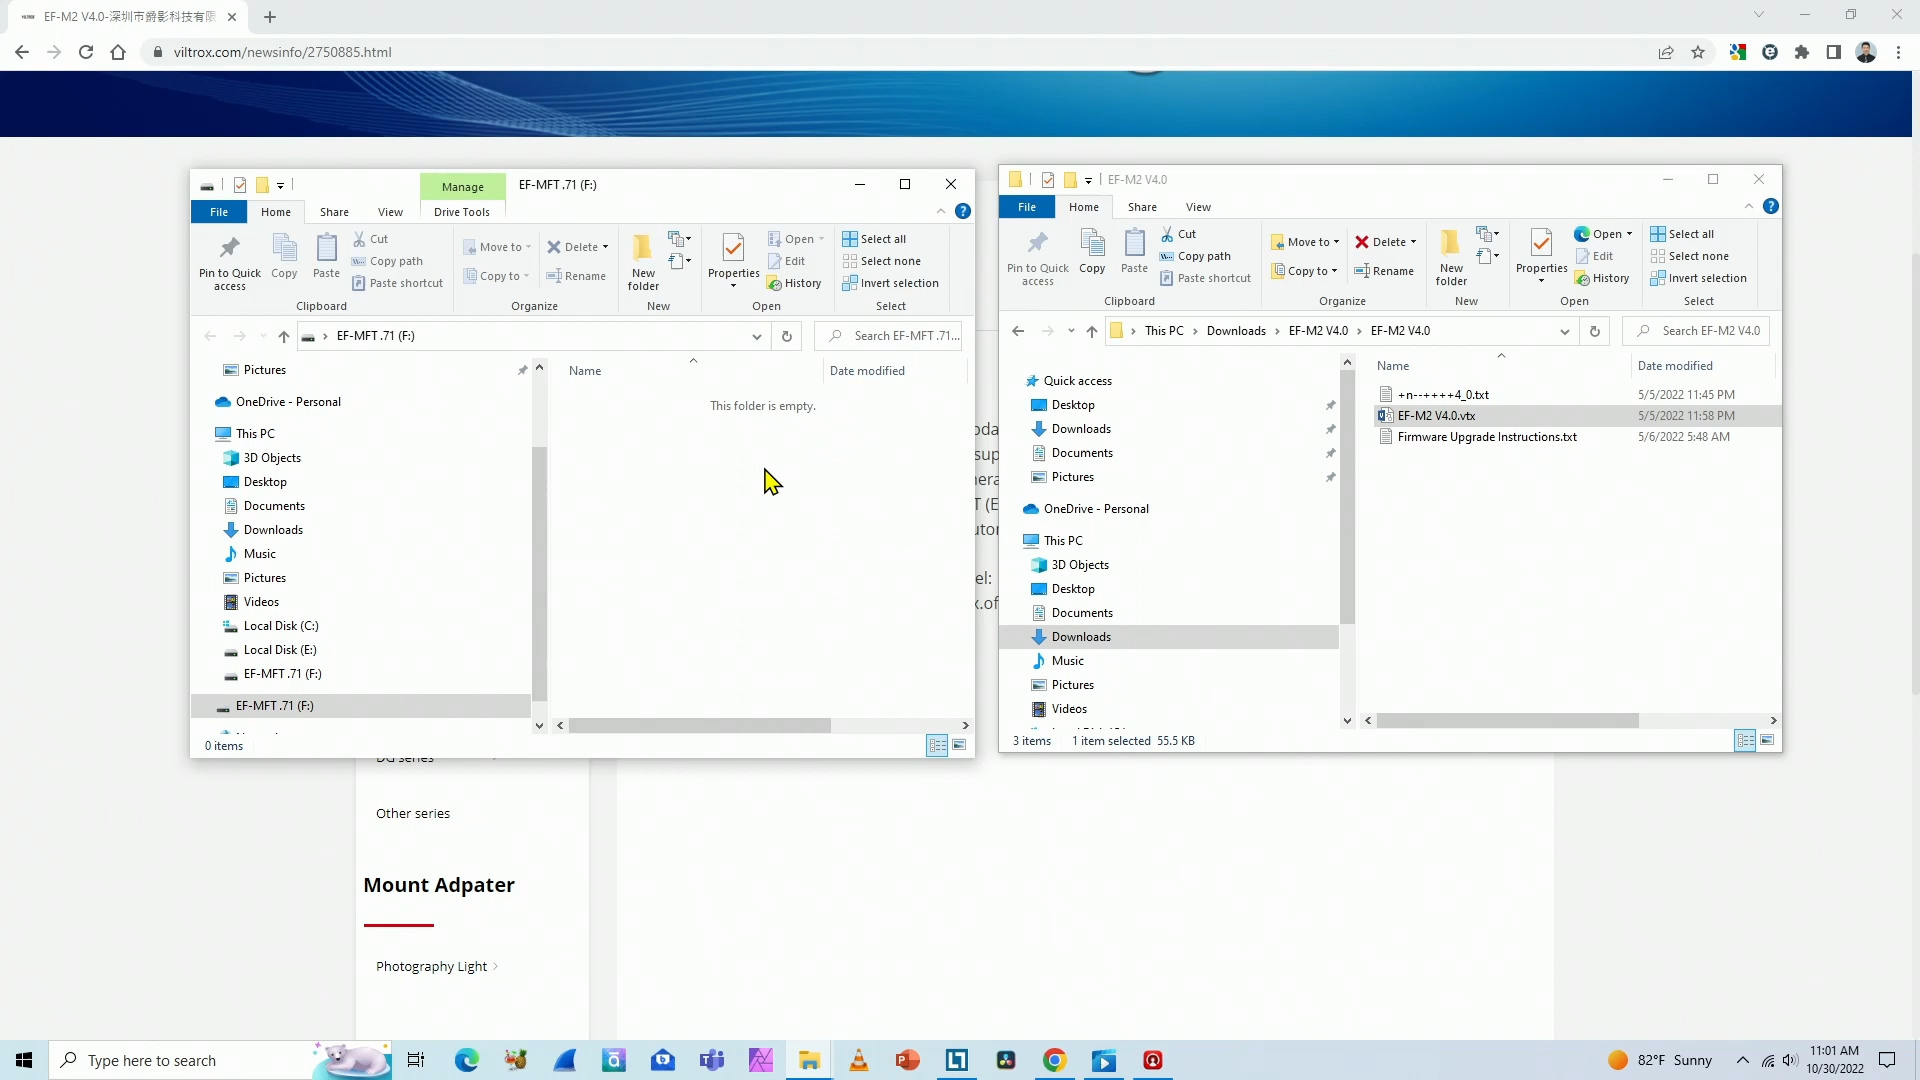 EF-M2 V4.0-深圳市爵影科技有限
viltrox.com/newsinfo/2750885.html
Manage
EF-MFT .71 (F:)
File
Home
Share
View
Drive Tools
Pin to Quick access
Copy
Paste
Cut
Copy path
Paste shortcut
Clipboard
Move to
Copy to
Delete
Rename
Organize
New folder
New
Properties
Open
Edit
History
Open
Select all
Select none
Invert selection
Select
EF-MFT .71 (F:)
Search EF-MFT .71...
Pictures
OneDrive - Personal
This PC
3D Objects
Desktop
Documents
Downloads
Music
Pictures
Videos
Local Disk (C:)
Local Disk (E:)
EF-MFT .71 (F:)
EF-MFT .71 (F:)
Name
Date modified
This folder is empty.
0 items
EF-M2 V4.0
File
Home
Share
View
Pin to Quick access
Copy
Paste
Cut
Copy path
Paste shortcut
Clipboard
Move to
Copy to
Delete
Rename
Organize
New folder
New
Properties
Open
Edit
History
Open
Select all
Select none
Invert selection
Select
This PC > Downloads > EF-M2 V4.0 > EF-M2 V4.0
Search EF-M2 V4.0
Quick access
Desktop
Downloads
Documents
Pictures
OneDrive - Personal
This PC
3D Objects
Desktop
Documents
Downloads
Music
Pictures
Videos
Name
Date modified
+n--++++4_0.txt 5/5/2022 11:45 PM
EF-M2 V4.0.vtx 5/5/2022 11:58 PM
Firmware Upgrade Instructions.txt 5/6/2022 5:48 AM
3 items 1 item selected 55.5 KB
DG series
Other series
Mount Adpater
Photography Light >
Type here to search
82°F Sunny
11:01 AM
10/30/2022